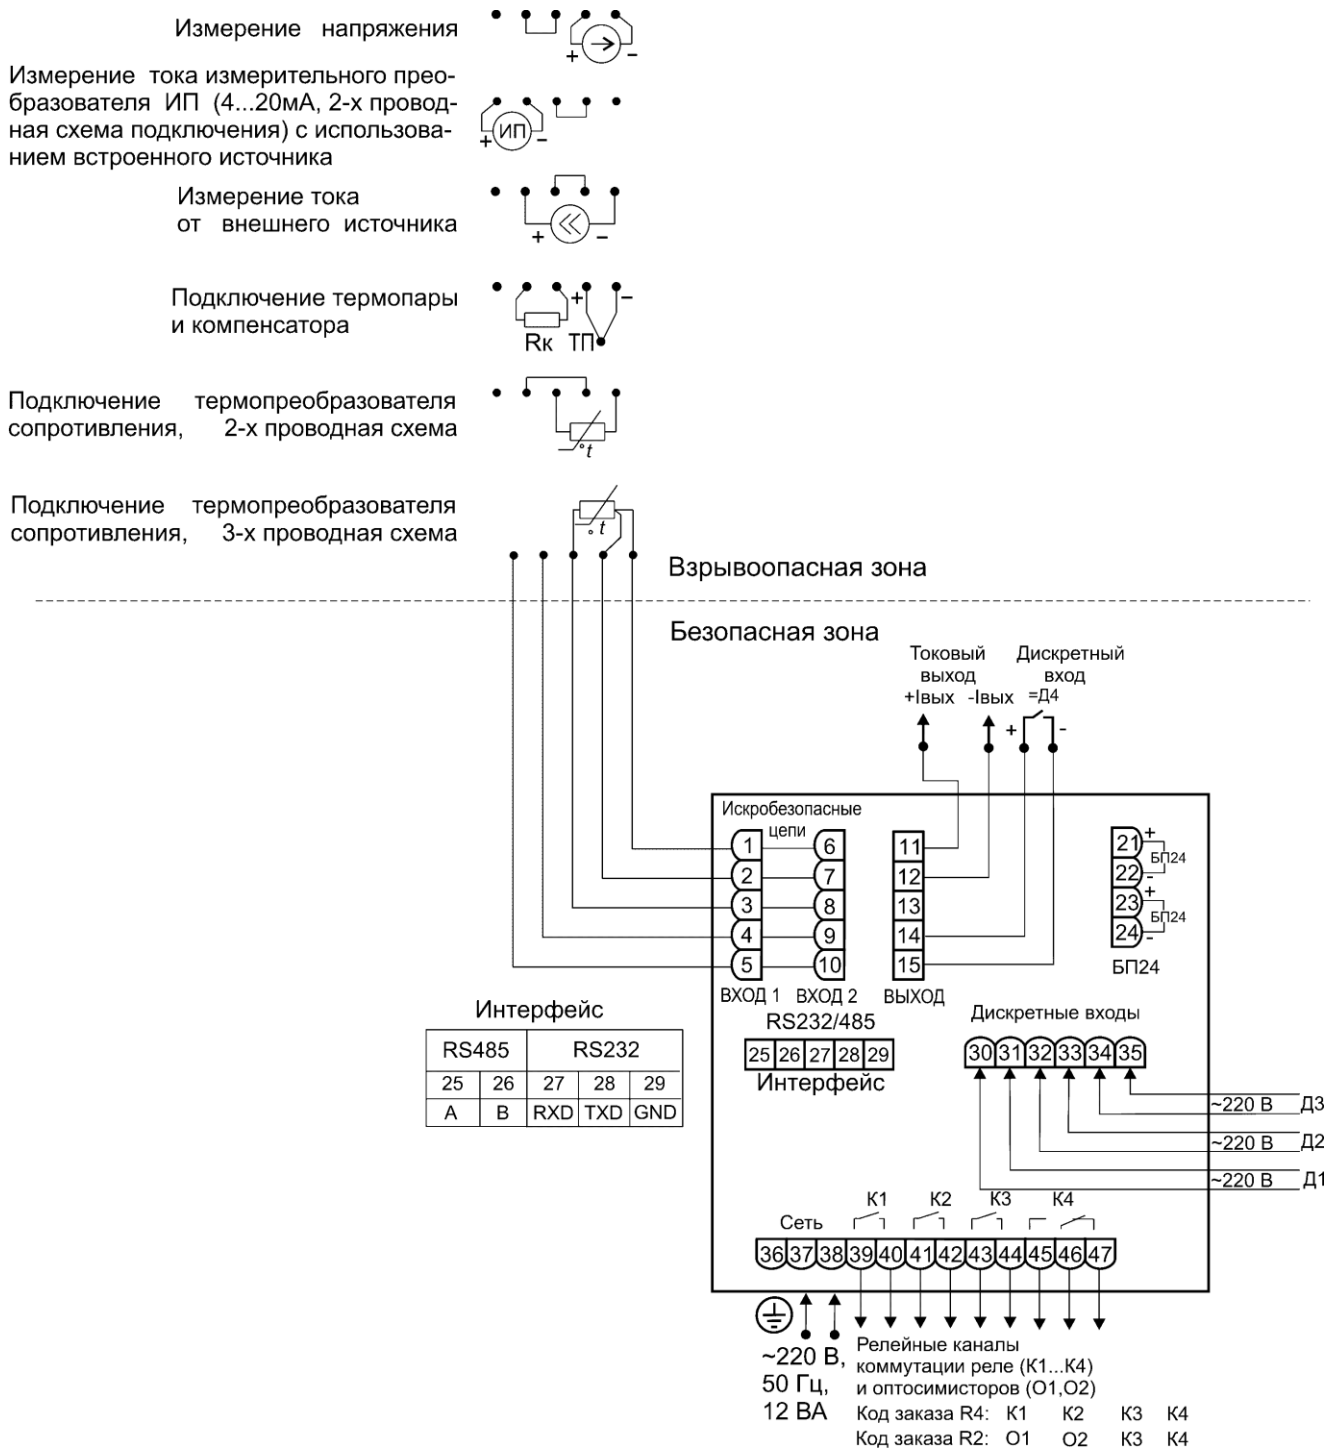 Измерение напряжения
+ -
Измерение тока измерительного прео-
бразователя ИП (4...20мА, 2-х провод-
ная схема подключения) с использова-
нием встроенного источника
+ ИП -
Измерение тока
от внешнего источника
+ -
Подключение термопары
и компенсатора
+ -
Rк ТП
Подключение термопреобразователя
сопротивления, 2-х проводная схема
°t
Подключение термопреобразователя
сопротивления, 3-х проводная схема
° t
Взрывоопасная зона
Безопасная зона
Токовый Дискретный
выход вход
+Iвых -Iвых =Д4
+ -
Искробезопасные
цепи
1 6 11 21 +
БП24
2 7 12 22 -
3 8 13 23 +
БП24
4 9 14 24 -
5 10 15 БП24
ВХОД 1 ВХОД 2 ВЫХОД
RS232/485
25 26 27 28 29
Интерфейс
Дискретные входы
30 31 32 33 34 35
~220 В Д3
~220 В Д2
~220 В Д1
Интерфейс
RS485 RS232
25 26 27 28 29
A B RXD TXD GND
К1 К2 К3 К4
Сеть
36 37 38 39 40 41 42 43 44 45 46 47
~220 В,
50 Гц,
12 ВА
Релейные каналы
коммутации реле (К1...К4)
и оптосимисторов (О1,О2)
Код заказа R4: К1 К2 К3 К4
Код заказа R2: О1 О2 К3 К4